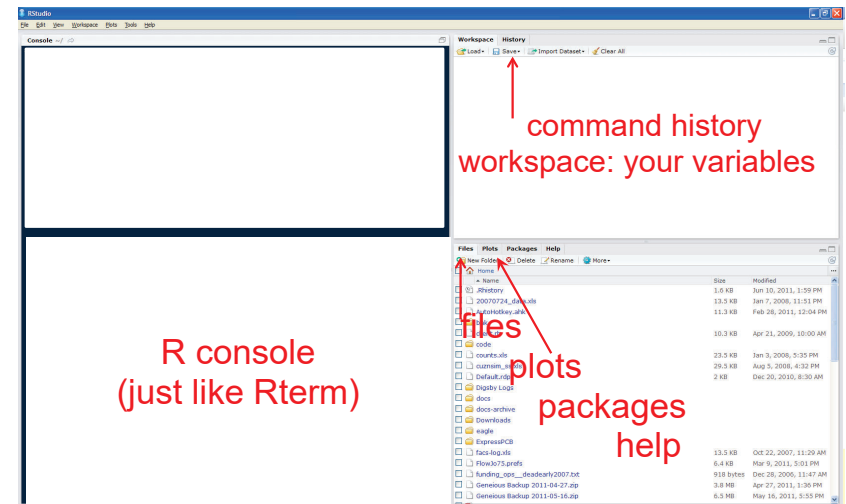 RStudio
File Edit View Workspace Plots Tools Help
Console ~/
Workspace History
Load Save Import Dataset Clear All
command history
workspace: your variables
Files Plots Packages Help
New Folder Delete Rename More
Home
Name Size Modified
.Rhistory 1.6 KB Jun 10, 2011, 1:59 PM
20070724_data.xls 13.5 KB Jan 7, 2008, 11:51 PM
AutoHotkey.ahk 11.3 KB Feb 28, 2011, 12:04 PM
files
10.3 KB Apr 21, 2009, 10:00 AM
code
R console
(just like Rterm)
counts.xls 23.5 KB Jan 3, 2008, 5:35 PM
29.5 KB Aug 5, 2008, 4:32 PM
plots
Default.rdp 2 KB Dec 20, 2010, 8:30 AM
Digsby Logs
docs
docs-archive
packages
Downloads
eagle
help
ExpressPCB
facs-log.xls 13.5 KB Oct 22, 2007, 11:29 AM
FlowJo75.prefs 6.4 KB Mar 9, 2011, 5:01 PM
funding_ops__deadearly2007.txt 918 bytes Dec 28, 2006, 11:47 AM
Geneious Backup 2011-04-27.zip 3.8 MB Apr 27, 2011, 1:36 PM
Geneious Backup 2011-05-16.zip 6.5 MB May 16, 2011, 5:55 PM